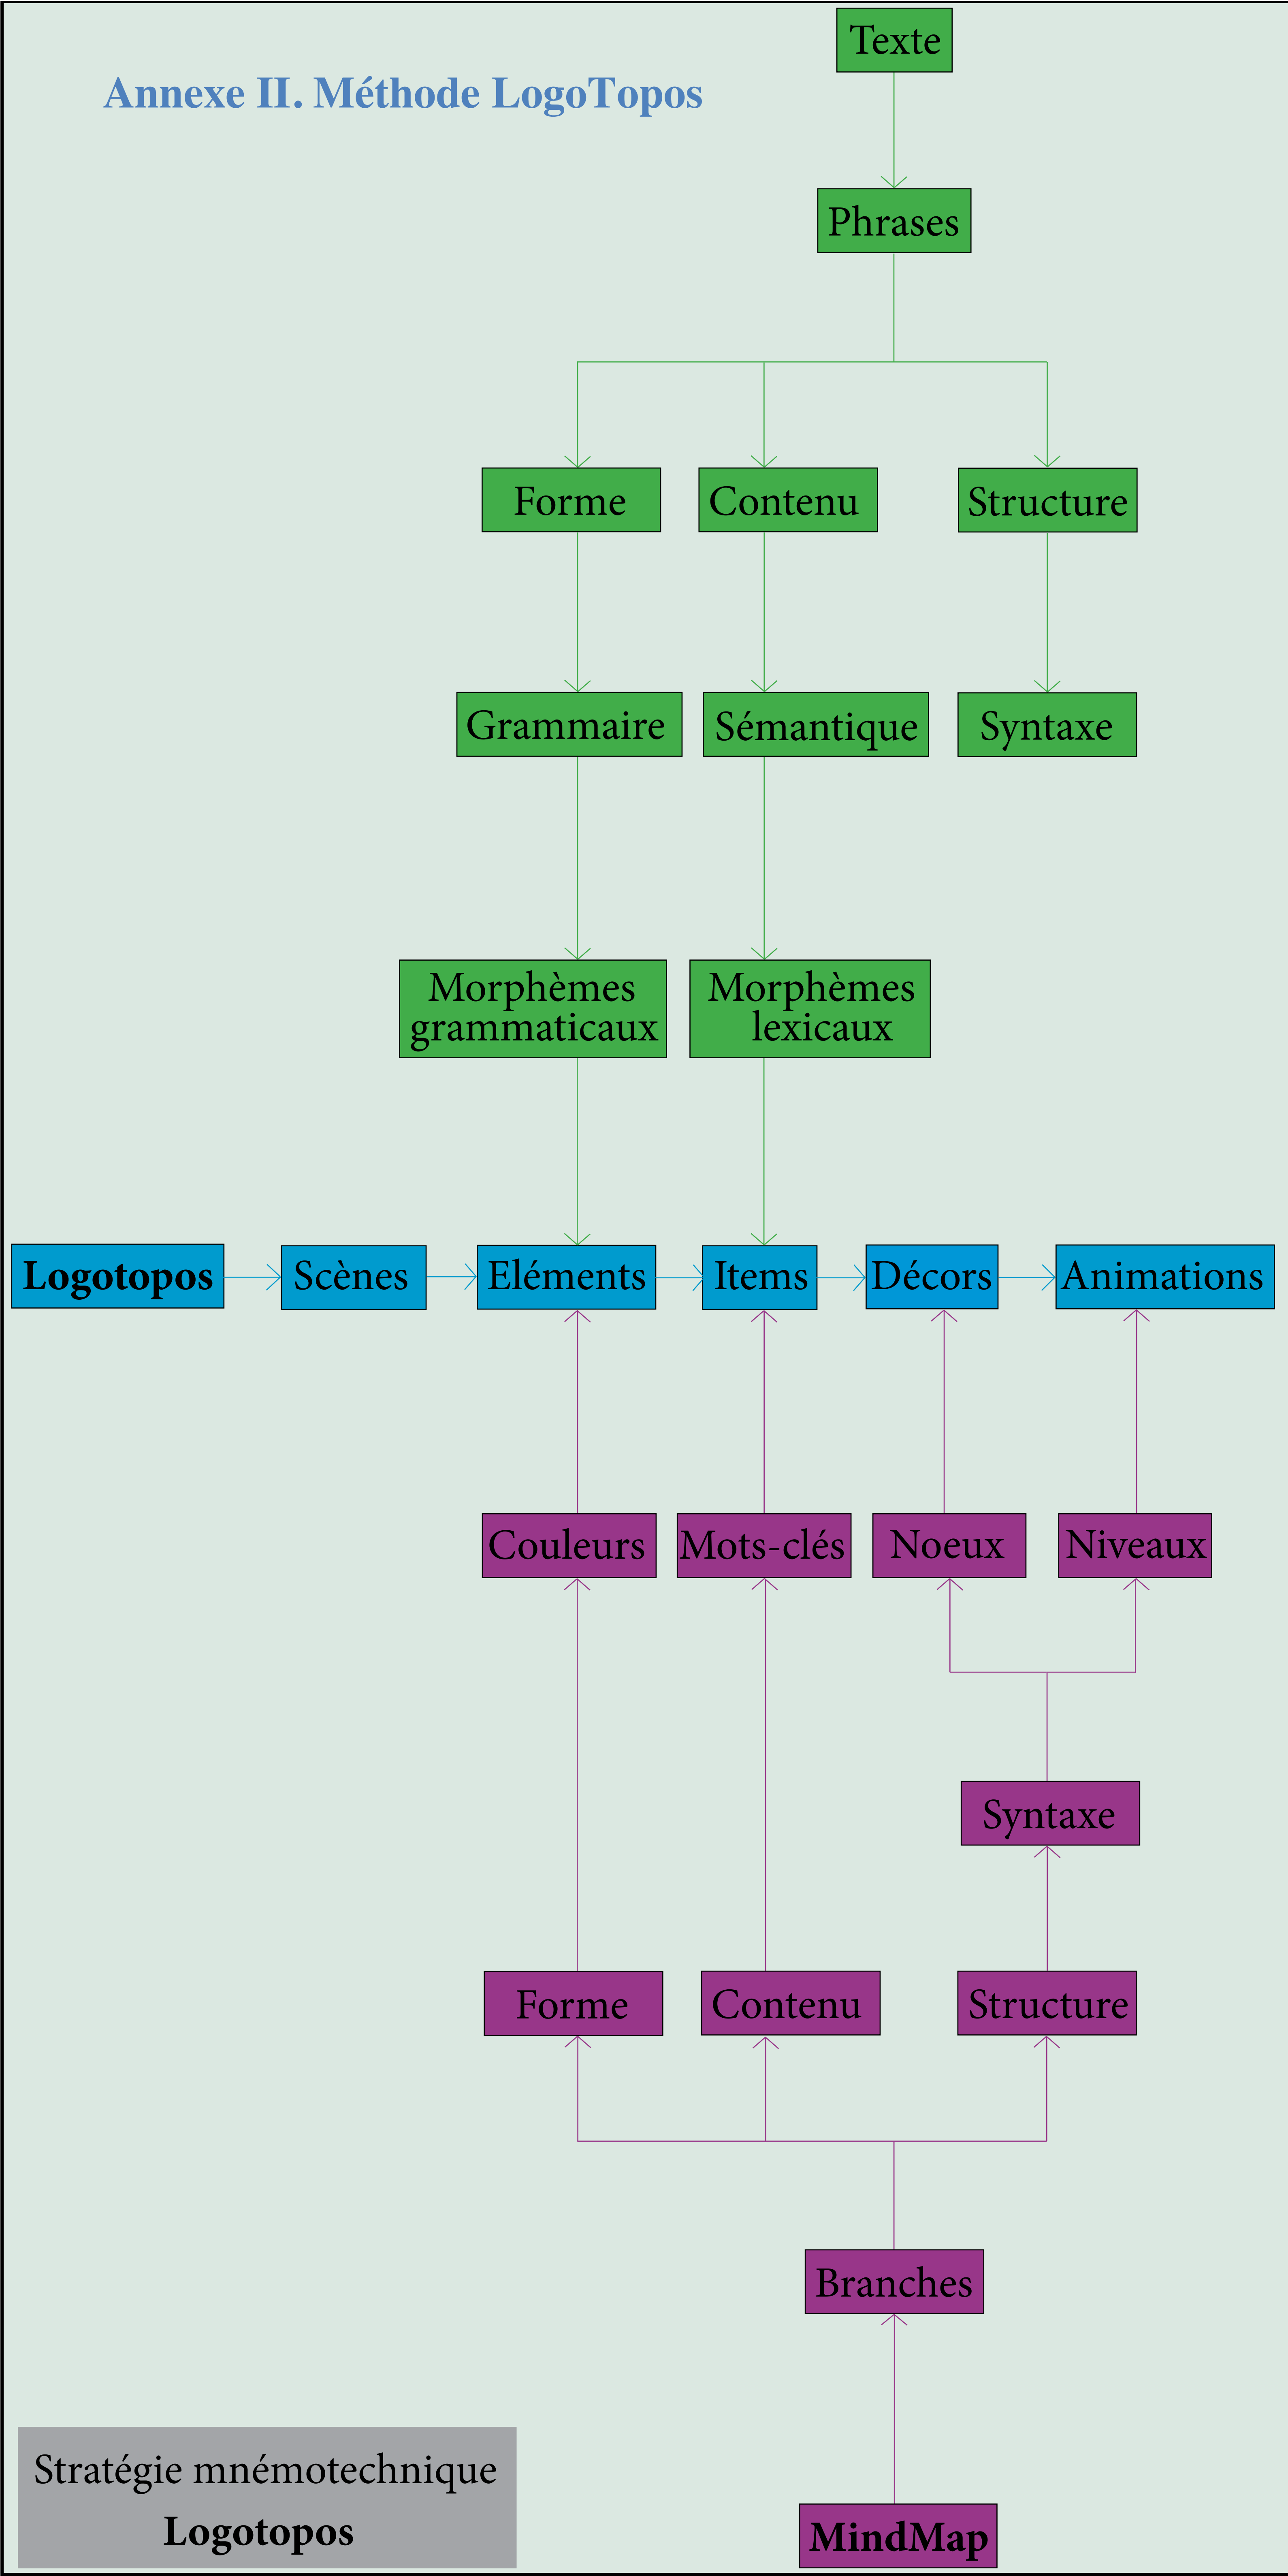 Texte
Annexe II. Méthode LogoTopos
Phrases
Forme
Contenu
Structure
Grammaire
Sémantique
Syntaxe
Morphèmes
grammaticaux
Morphèmes
lexicaux
Logotopos
Scènes
Eléments
Items
Décors
Animations
Couleurs
Mots-clés
Noeux
Niveaux
Syntaxe
Forme
Contenu
Structure
Branches
Stratégie mnémotechnique
Logotopos
MindMap